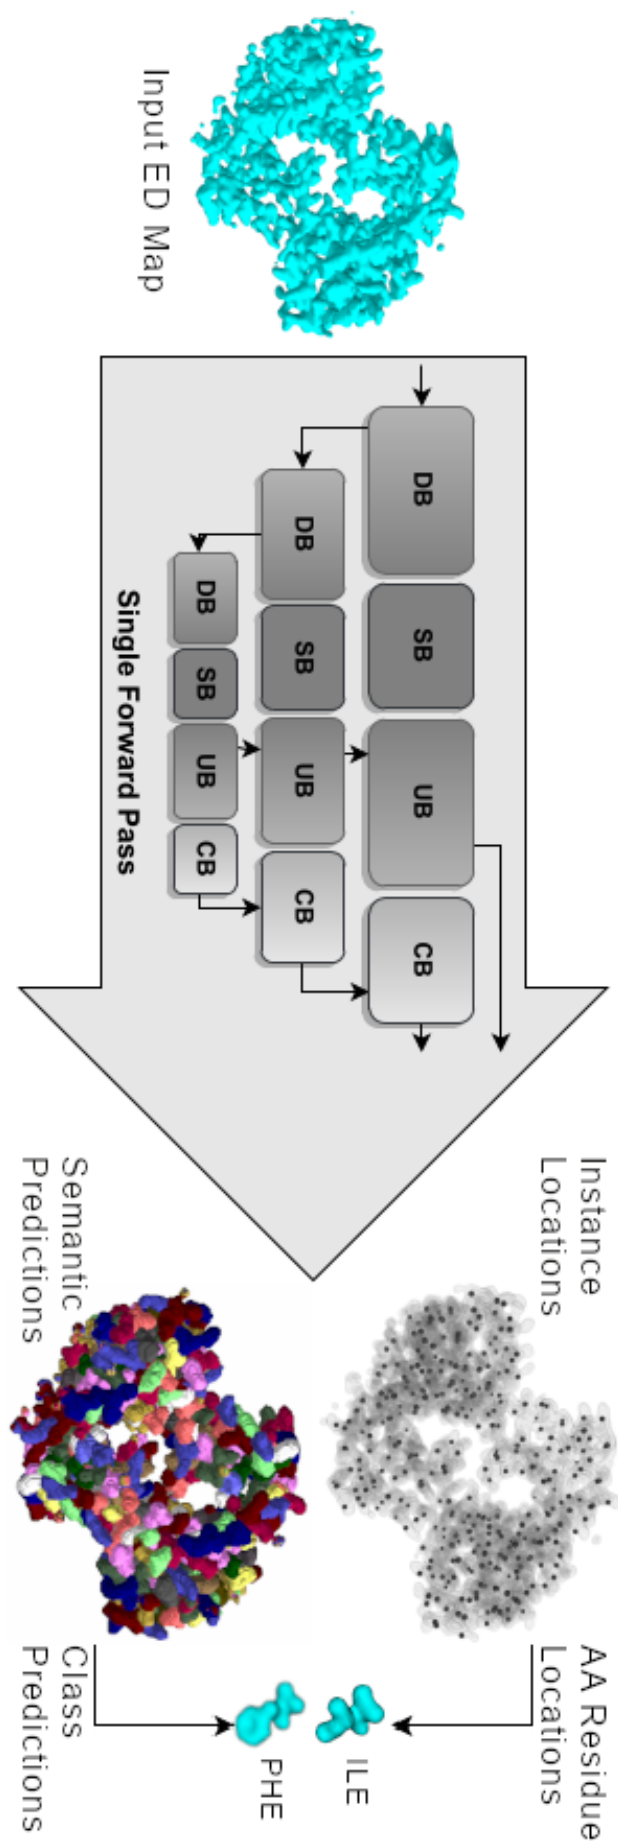 Input ED Map
DB
SB
UB
CB
DB
SB
UB
CB
DB
SB
UB
CB
Single Forward Pass
Instance
Locations
Semantic
Predictions
AA Residue
Locations
ILE
PHE
Class
Predictions